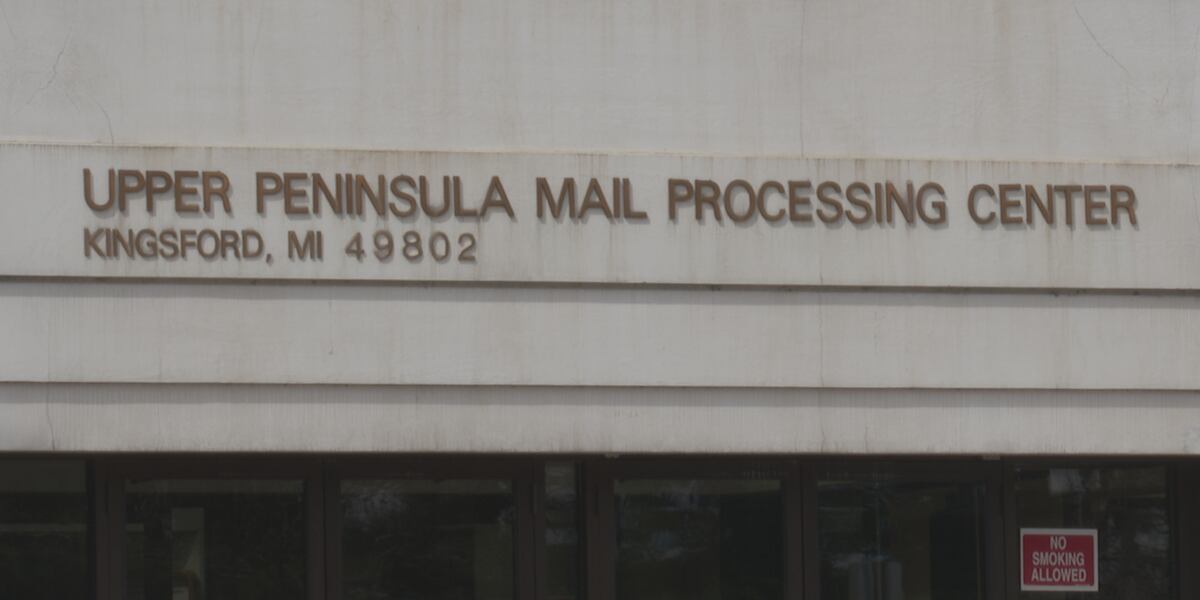 UPPER PENINSULA MAIL PROCESSING CENTER
KINGSFORD, MI 49802
NO
SMOKING
ALLOWED